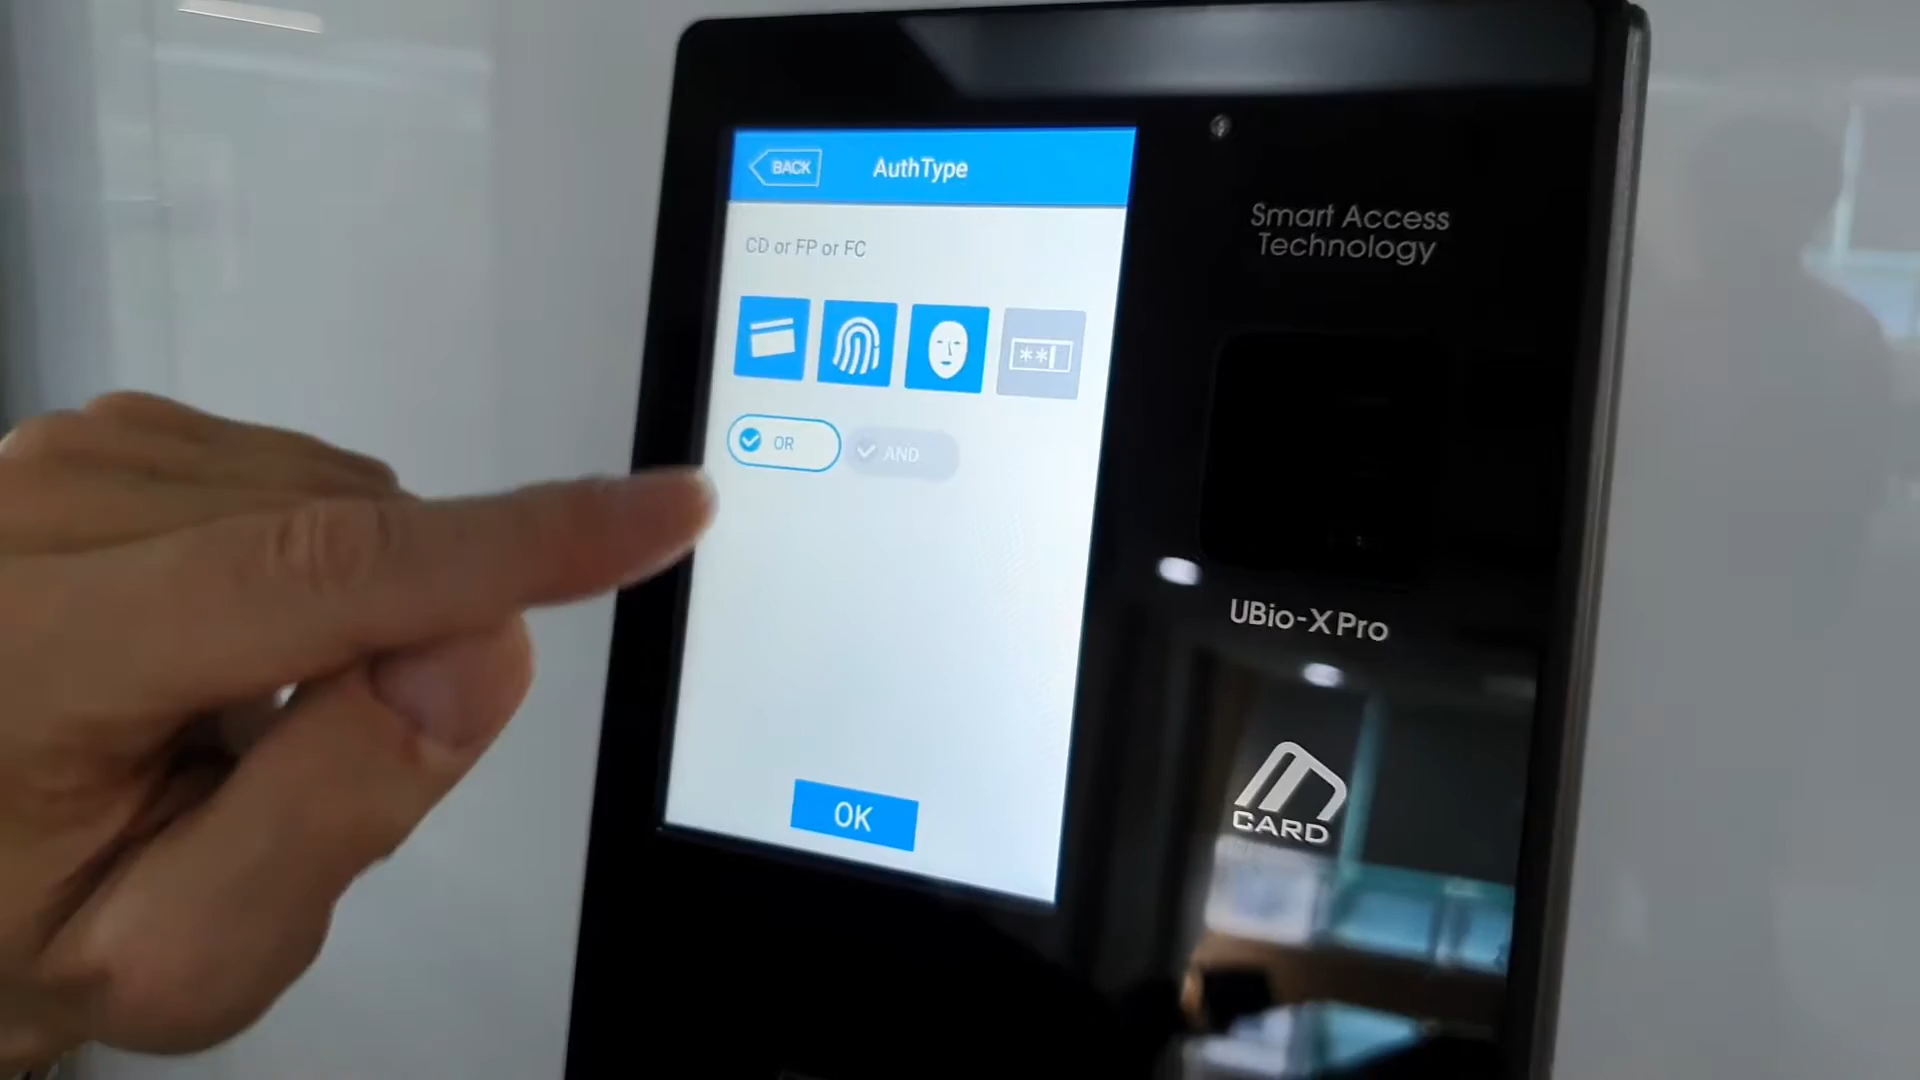 BACK
AuthType
CD or FP or FC
**
OR
AND
OK
Smart Access
Technology
UBio-X Pro
CARD